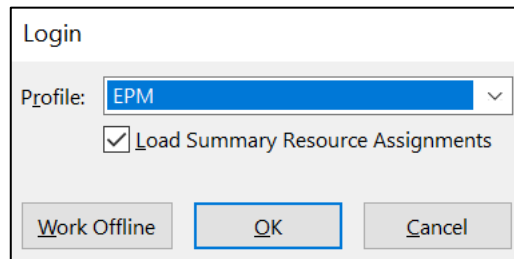 Login
Profile: EPM
Load Summary Resource Assignments
Work Offline OK Cancel